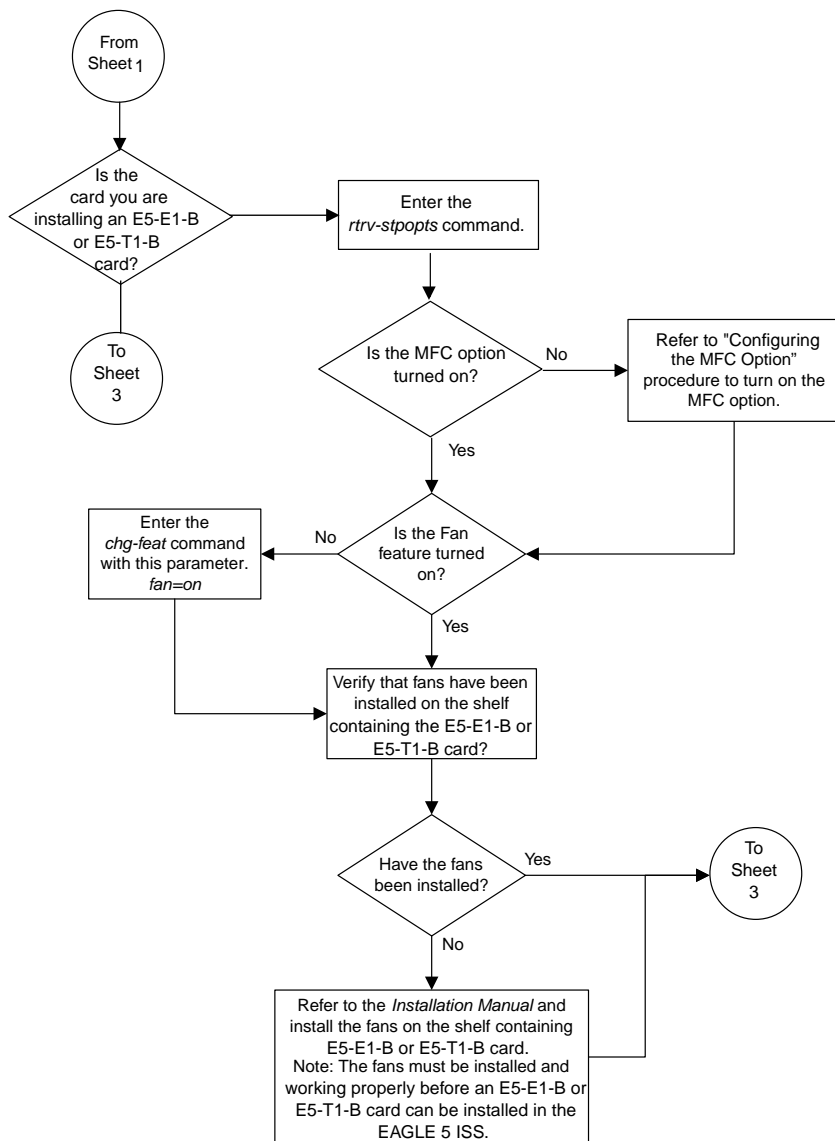 From
Sheet 1
Is the
card you are
installing an E5-E1-B
or E5-T1-B
card?
Enter the
rtrv-stpopts command.
To
Sheet
3
Is the MFC option
turned on?
No
Refer to "Configuring
the MFC Option”
procedure to turn on the
MFC option.
Yes
Enter the
chg-feat command
with this parameter.
fan=on
No
Is the Fan
feature turned
on?
Yes
Verify that fans have been
installed on the shelf
containing the E5-E1-B or
E5-T1-B card?
Have the fans
been installed?
Yes
To
Sheet
3
No
Refer to the Installation Manual and
install the fans on the shelf containing
E5-E1-B or E5-T1-B card.
Note: The fans must be installed and
working properly before an E5-E1-B or
E5-T1-B card can be installed in the
EAGLE 5 ISS.